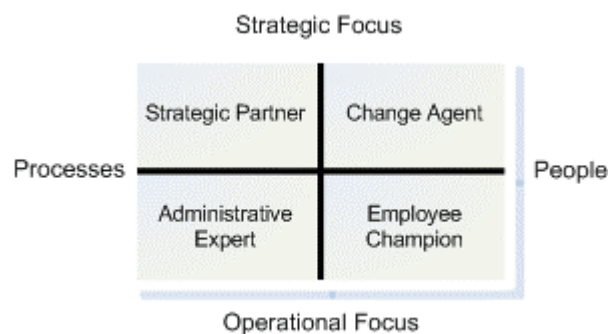 Strategic Focus
Strategic Partner
Change Agent
Processes
People
Administrative
Expert
Employee
Champion
Operational Focus